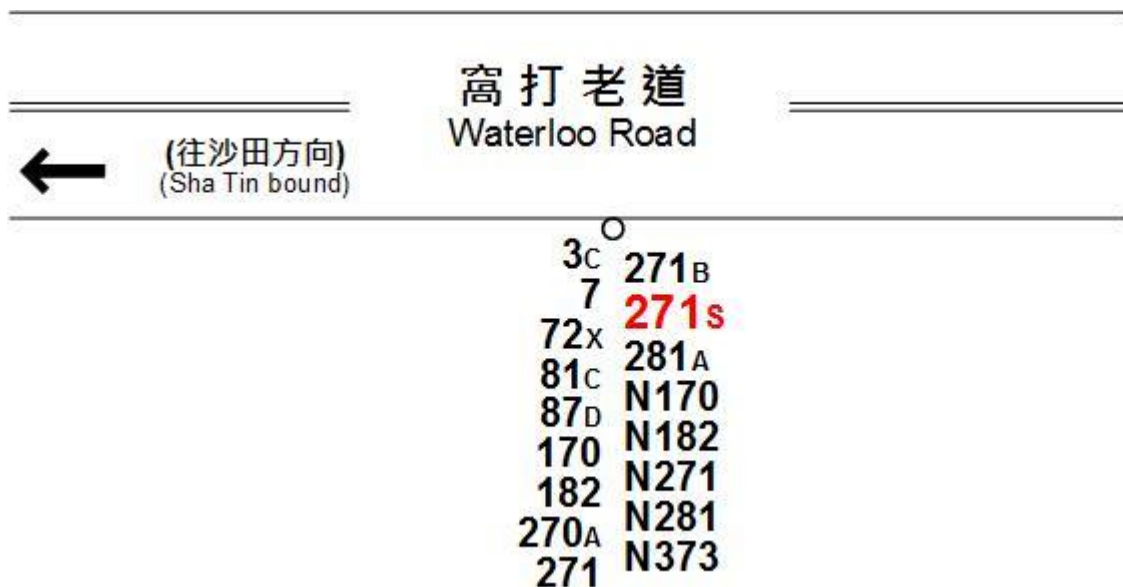 窩打老道
Waterloo Road
(往沙田方向)
(Sha Tin bound)
3C
7
72X
81C
87D
170
182
270A
271
271B
271S
281A
N170
N182
N271
N281
N373